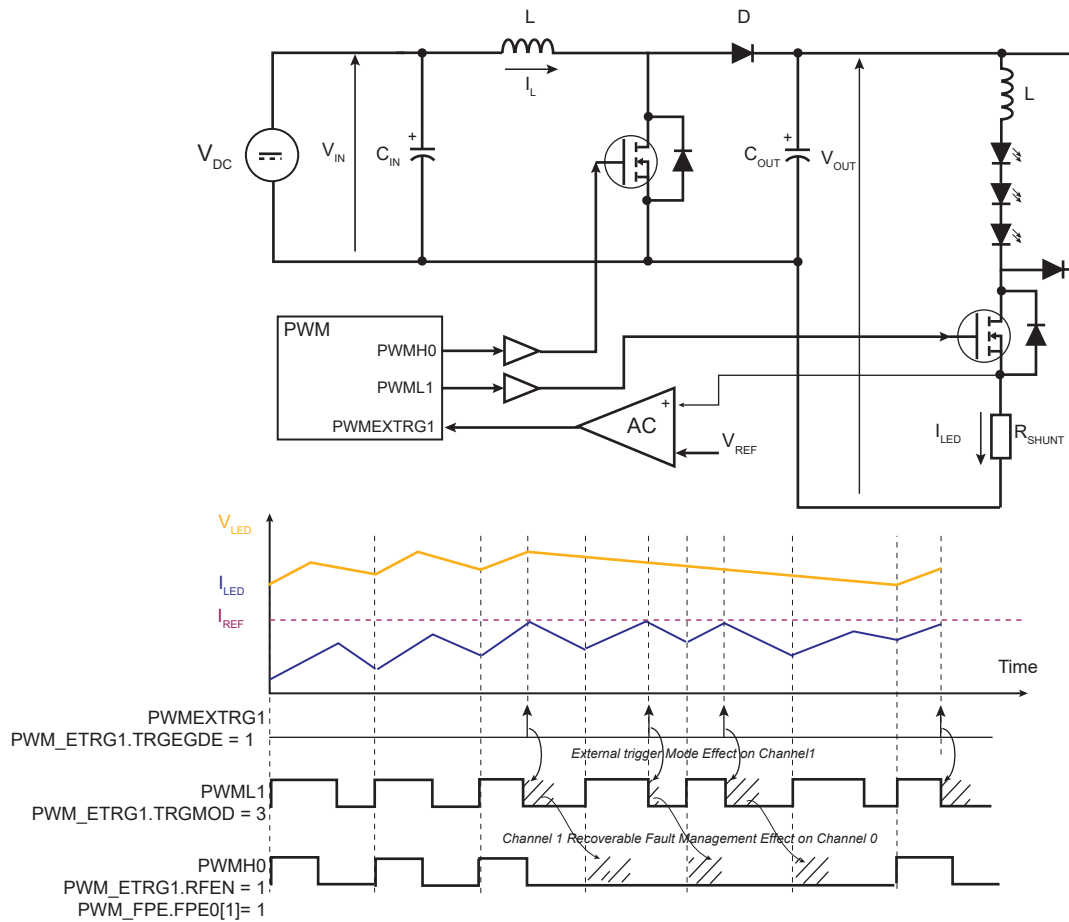 L
D
I_L
L
V_DC
V_IN
C_IN
+
C_OUT
+
V_OUT
PWM
PWMH0
PWML1
PWMEXTRG1
AC
+
V_REF
I_LED
R_SHUNT
V_LED
I_LED
I_REF
Time
PWMEXTRG1
PWM_ETRG1.TRGEGDE = 1
External trigger Mode Effect on Channel1
PWML1
PWM_ETRG1.TRGMOD = 3
Channel 1 Recoverable Fault Management Effect on Channel 0
PWMH0
PWM_ETRG1.RFEN = 1
PWM_FPE.FPE0[1]= 1